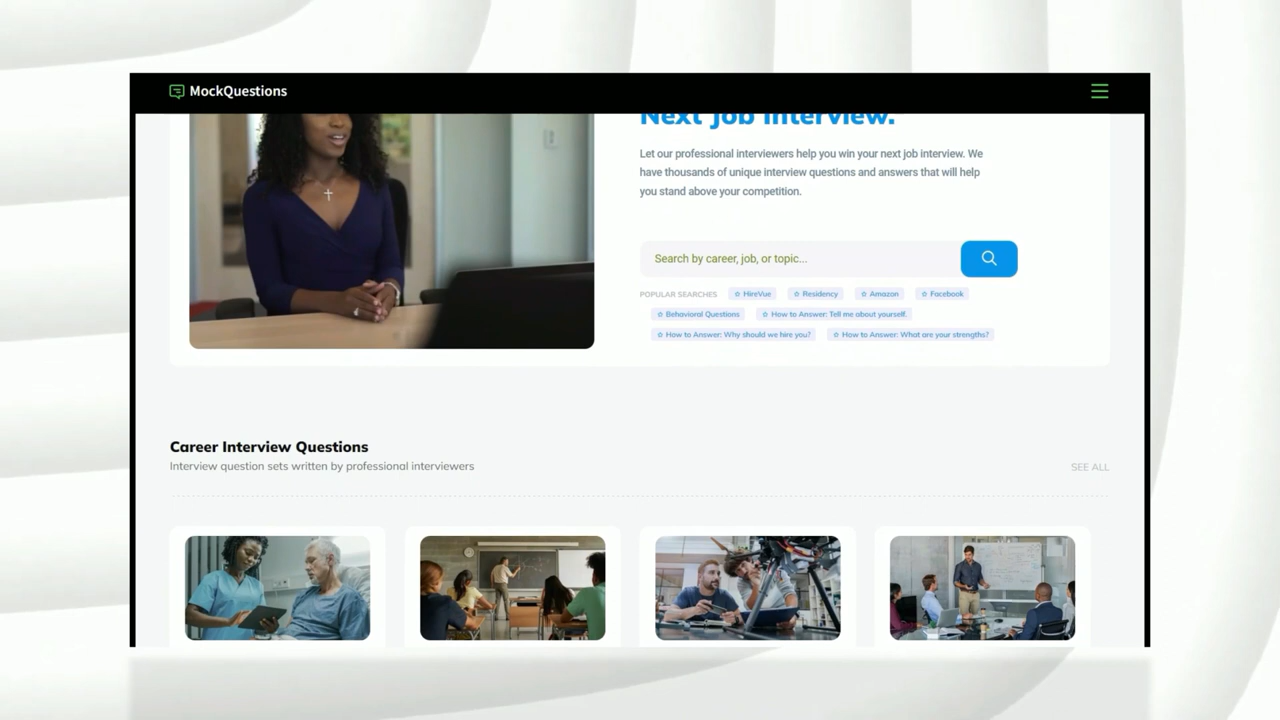 MockQuestions
Next Job Interview.
Let our professional interviewers help you win your next job interview. We
have thousands of unique interview questions and answers that will help
you stand above your competition.
Search by career, job, or topic...
POPULAR SEARCHES ☆ HireVue ☆ Residency ☆ Amazon ☆ Facebook
☆ Behavioral Questions ☆ How to Answer: Tell me about yourself.
☆ How to Answer: Why should we hire you? ☆ How to Answer: What are your strengths?
Career Interview Questions
Interview question sets written by professional interviewers
SEE ALL